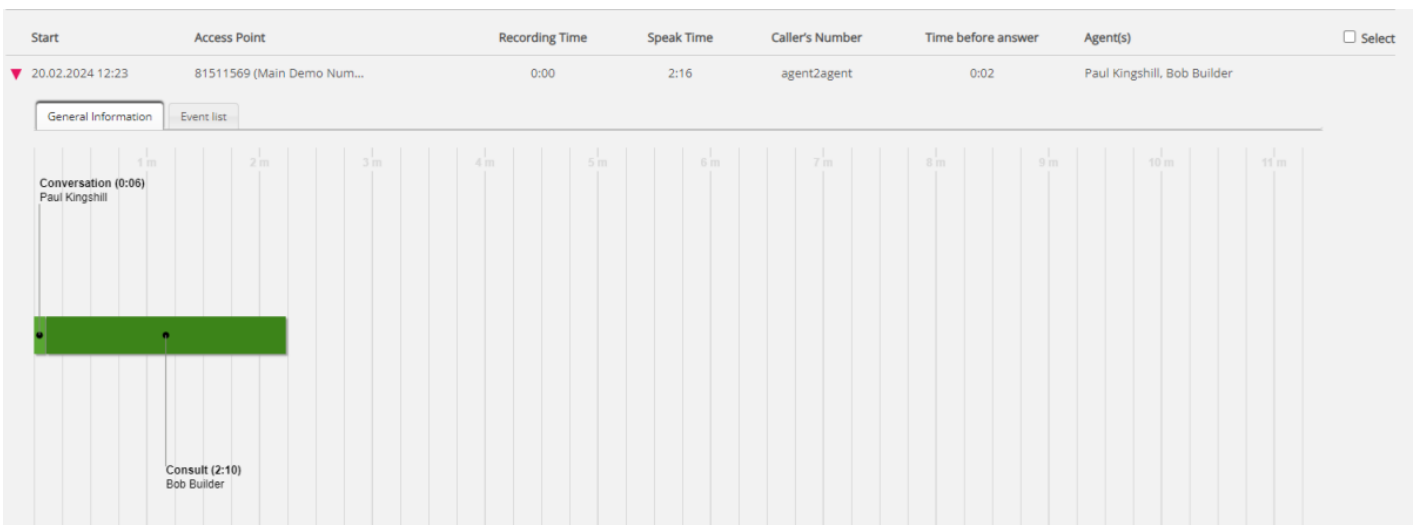 Start Access Point Recording Time Speak Time Caller's Number Time before answer Agent(s) Select
20.02.2024 12:23 81511569 (Main Demo Num... 0:00 2:16 agent2agent 0:02 Paul Kingshill, Bob Builder
General Information Event list
1 m 2 m 3 m 4 m 5 m 6 m 7 m 8 m 9 m 10 m 11 m
Conversation (0:06)
Paul Kingshill
Consult (2:10)
Bob Builder